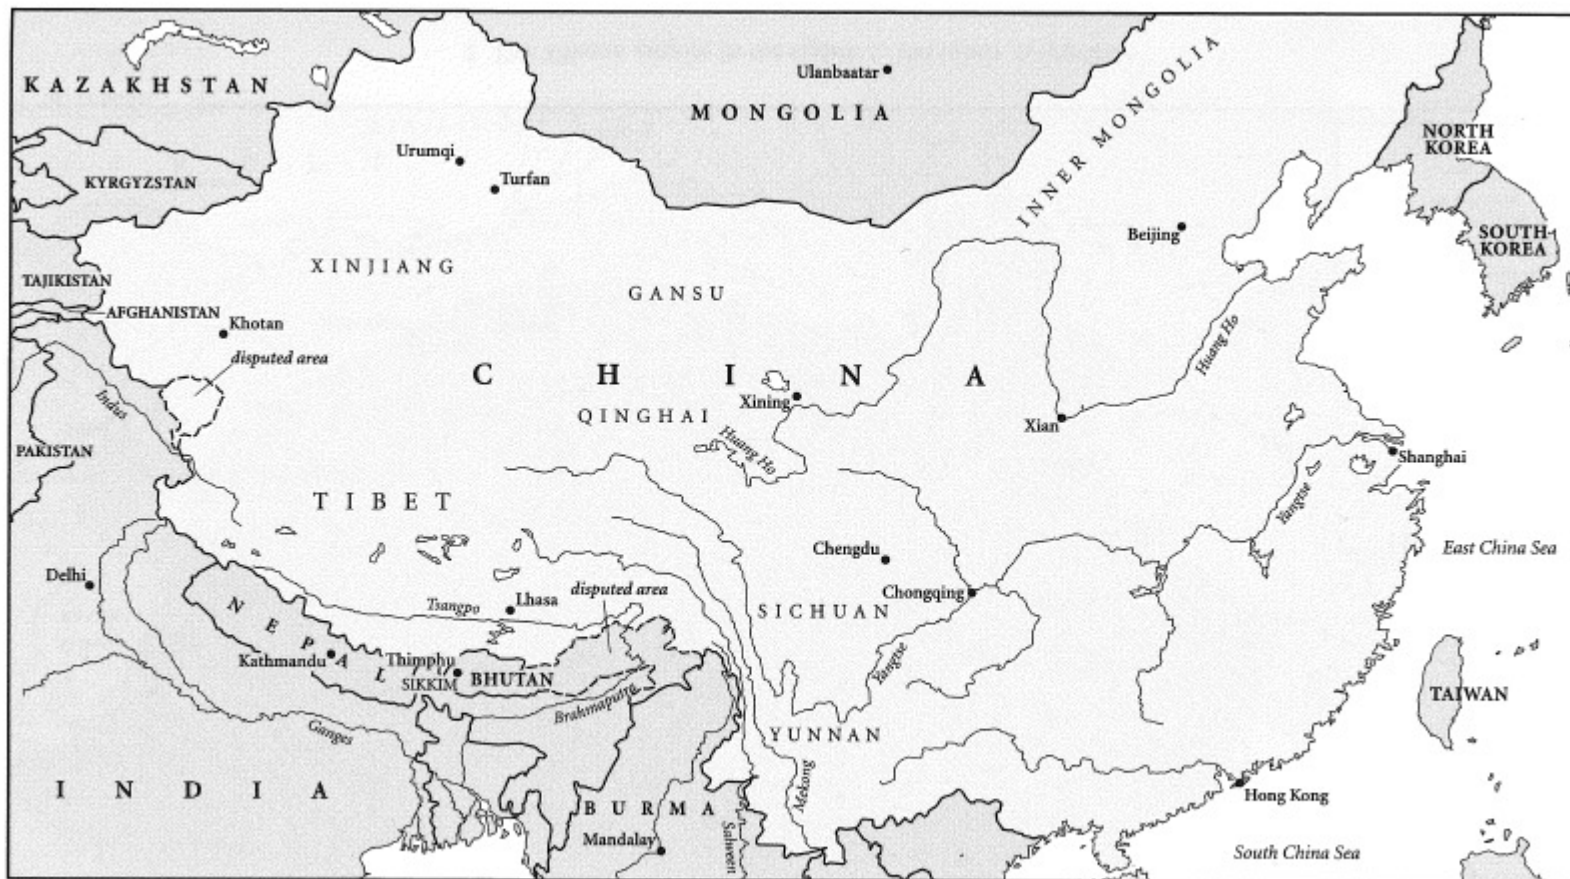 KAZAKHSTAN
Ulanbaatar
MONGOLIA
INNER MONGOLIA
NORTH
KOREA
Urumqi
KYRGYZSTAN
Turfan
SOUTH
KOREA
Beijing
XINJIANG
TAJIKISTAN
GANSU
AFGHANISTAN
Khotan
disputed area
Huang Ho
CHINA
Indus
Xining
QINGHAI
Xian
Huang Ho
PAKISTAN
Shanghai
TIBET
Yangtse
Chengdu
East China Sea
Delhi
disputed area
Chongqing
Lhasa
Tsangpo
SICHUAN
NEPAL
Kathmandu
Thimphu
SIKKIM
BHUTAN
Yangtse
TAIWAN
Brahmaputra
Ganges
YUNNAN
Mekong
INDIA
BURMA
Hong Kong
Mandalay
Salween
South China Sea